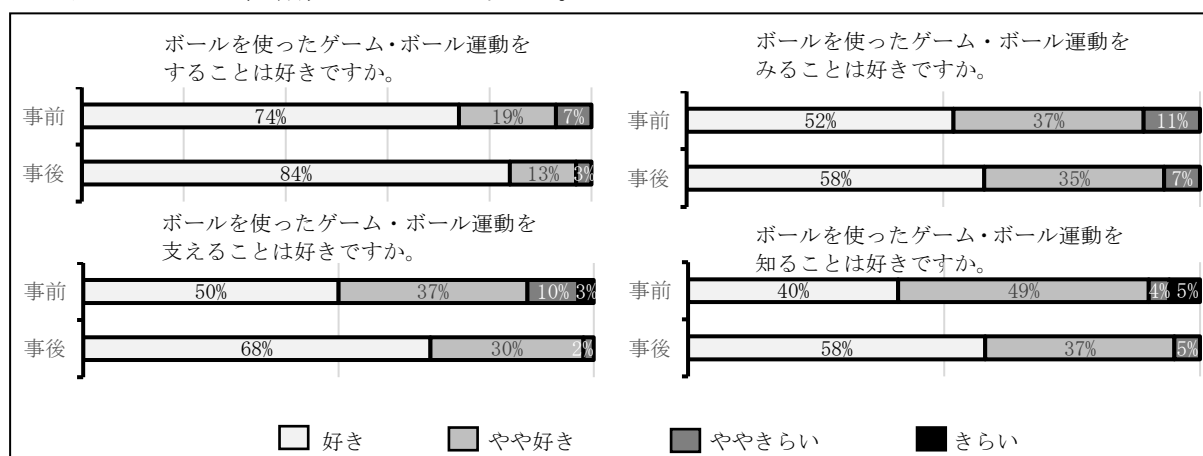 ボールを使ったゲーム・ボール運動を
することは好きですか。
事前
74%
19%
7%
事後
84%
13%
3%
ボールを使ったゲーム・ボール運動を
みることは好きですか。
事前
52%
37%
11%
事後
58%
35%
7%
ボールを使ったゲーム・ボール運動を
支えることは好きですか。
事前
50%
37%
10%
3%
事後
68%
30%
2%
ボールを使ったゲーム・ボール運動を
知ることは好きですか。
事前
40%
49%
4%
5%
事後
58%
37%
5%
好き
やや好き
ややきらい
きらい